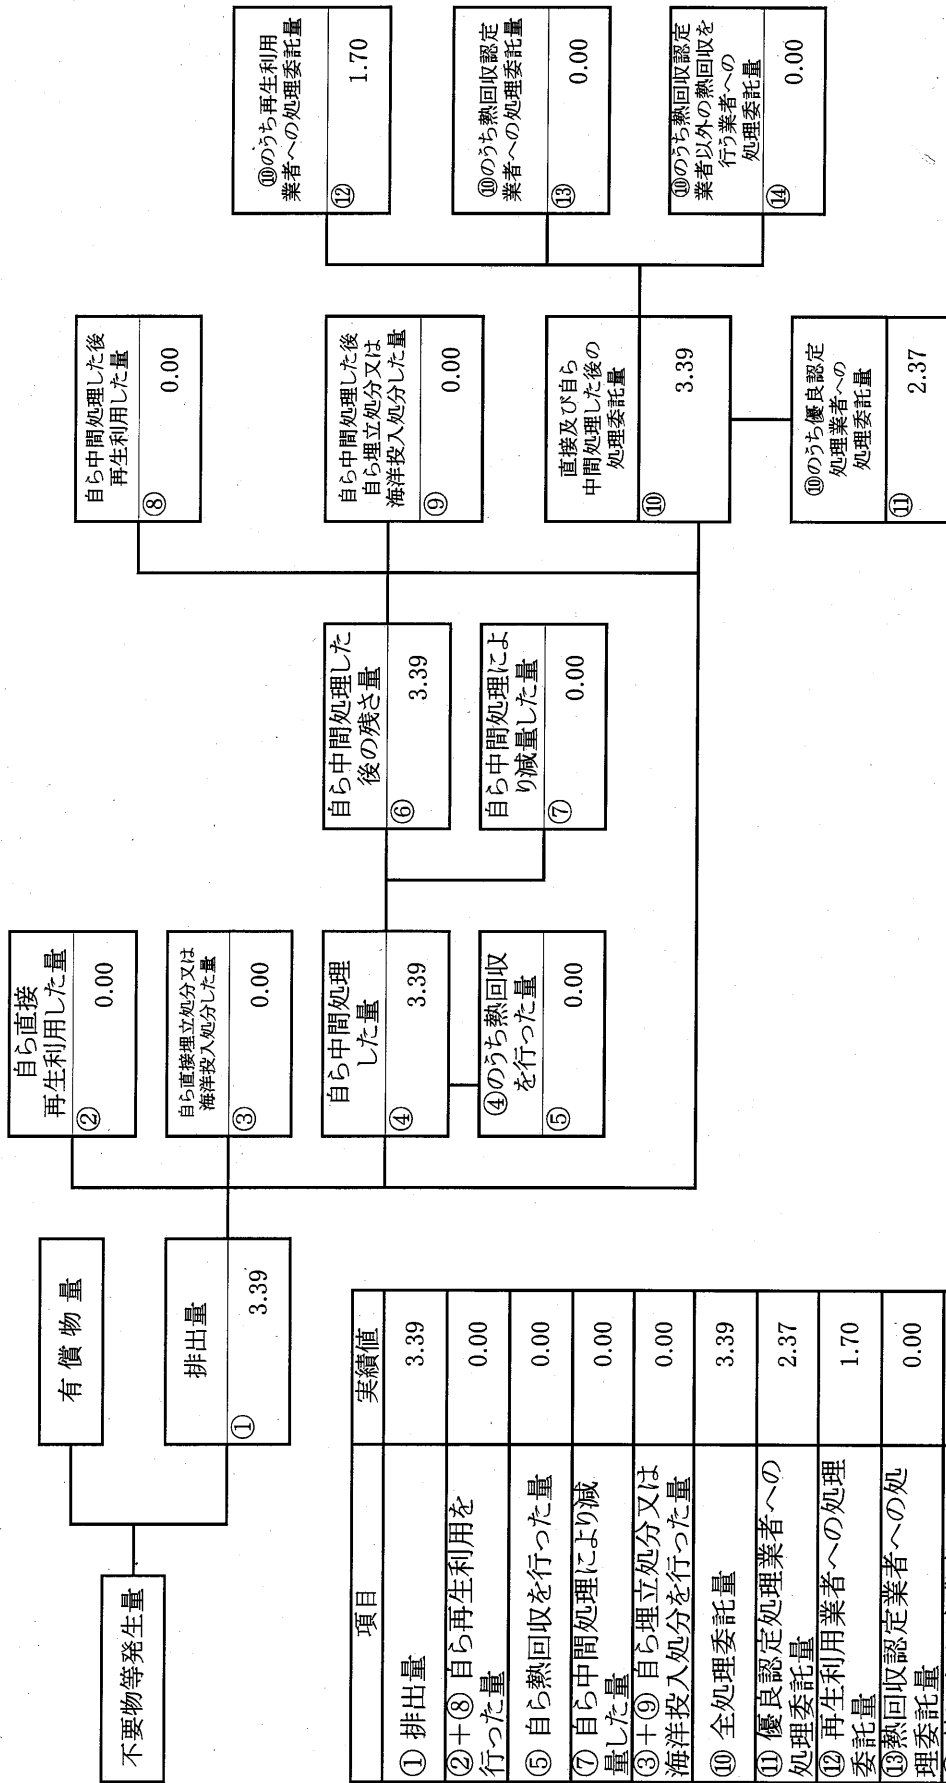 不要物等発生量
有償物量
排出量
①
3.39
自ら直接
再生利用した量
②
0.00
自ら直接埋立処分又は
海洋投入処分した量
③
0.00
自ら中間処理
した量
④
3.39
④のうち熱回収
を行った量
⑤
0.00
自ら中間処理した
後の残さ量
⑥
3.39
自ら中間処理によ
り減量した量
⑦
0.00
自ら中間処理した後
再生利用した量
⑧
0.00
自ら中間処理した後
自ら埋立処分又は
海洋投入処分した量
⑨
0.00
直接及び自ら
中間処理した後の
処理委託量
⑩
3.39
⑩のうち優良認定
処理業者への
処理委託量
⑪
2.37
⑩のうち再生利用
業者への処理委託量
⑫
1.70
⑩のうち熱回収認定
業者への処理委託量
⑬
0.00
⑩のうち熱回収認定
業者以外の熱回収を
行う業者への
処理委託量
⑭
0.00
項目 実績値
① 排出量 3.39
②+⑧ 自ら再生利用を
行った量 0.00
⑤ 自ら熱回収を行った量 0.00
⑦ 自ら中間処理により減
量した量 0.00
③+⑨ 自ら埋立処分又は
海洋投入処分を行った量 0.00
⑩ 全処理委託量 3.39
⑪ 優良認定処理業者への
処理委託量 2.37
⑫ 再生利用業者への処理
委託量 1.70
⑬熱回収認定業者への処
理委託量 0.00